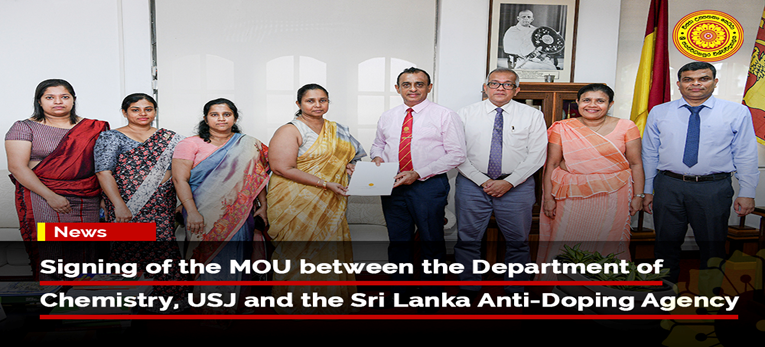 News
Signing of the MOU between the Department of
Chemistry, USJ and the Sri Lanka Anti-Doping Agency